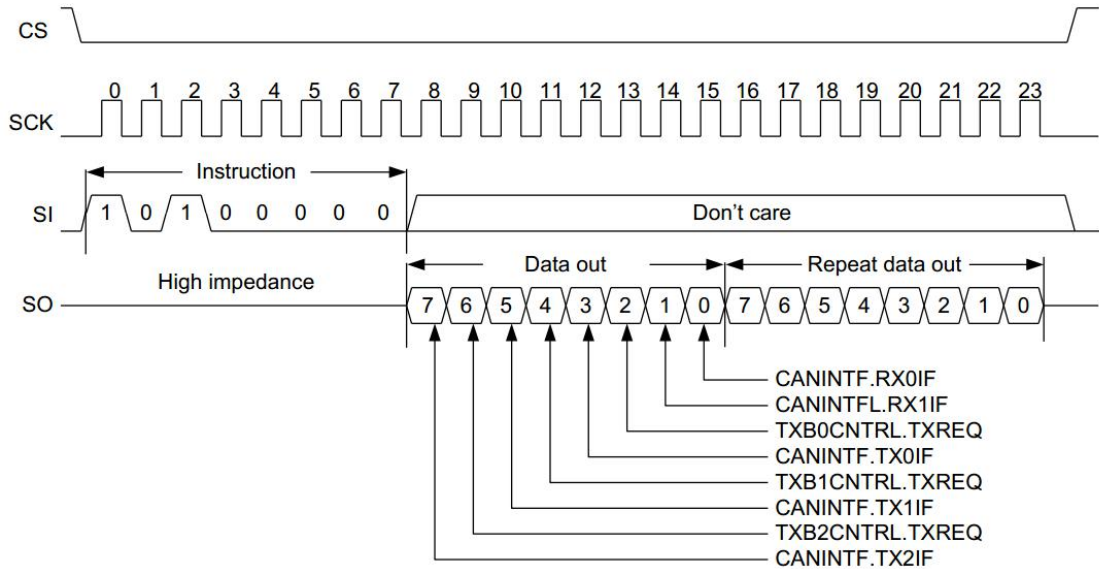 CS
0 1 2 3 4 5 6 7 8 9 10 11 12 13 14 15 16 17 18 19 20 21 22 23
SCK
Instruction
SI 1 0 1 0 0 0 0 0 Don't care
High impedance Data out Repeat data out
SO 7 6 5 4 3 2 1 0 7 6 5 4 3 2 1 0
CANINTF.RX0IF
CANINTFL.RX1IF
TXB0CNTRL.TXREQ
CANINTF.TX0IF
TXB1CNTRL.TXREQ
CANINTF.TX1IF
TXB2CNTRL.TXREQ
CANINTF.TX2IF